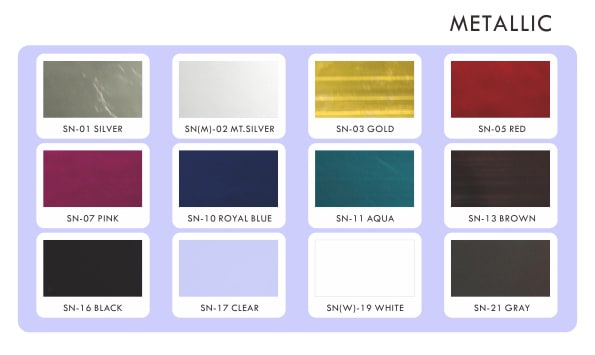 METALLIC
SN-01 SILVER
SN(M)-02 MT.SILVER
SN-03 GOLD
SN-05 RED
SN-07 PINK
SN-10 ROYAL BLUE
SN-11 AQUA
SN-13 BROWN
SN-16 BLACK
SN-17 CLEAR
SN(W)-19 WHITE
SN-21 GRAY